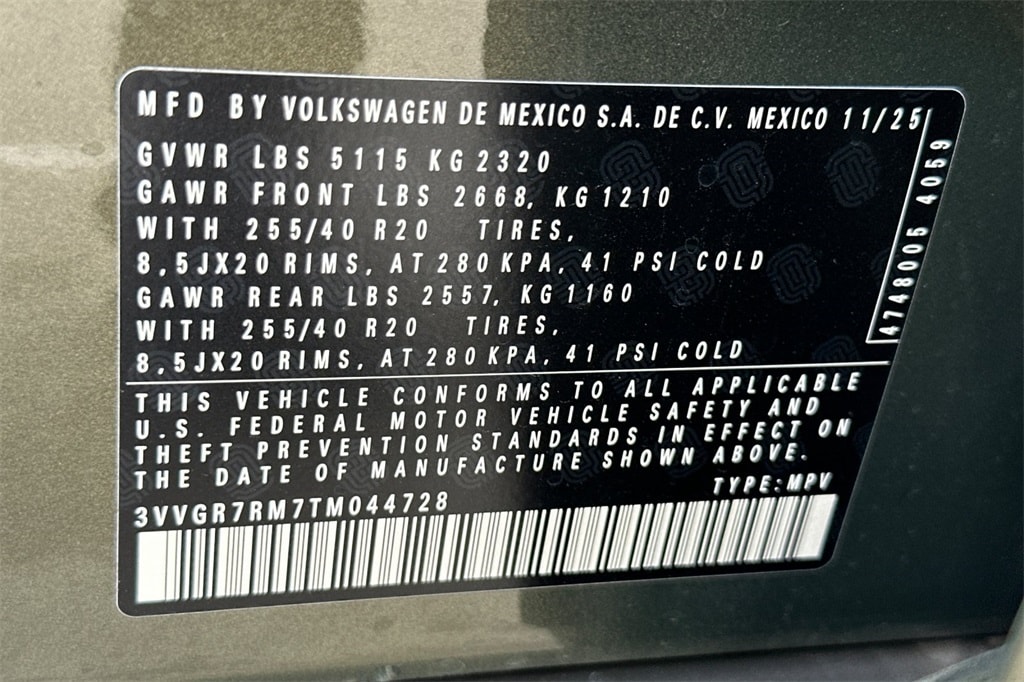 MFD BY VOLKSWAGEN DE MEXICO S.A. DE C.V. MEXICO 11/25
GVWR LBS 5115 KG 2320
GAWR FRONT LBS 2668, KG 1210
WITH 255/40 R20 TIRES,
8,5JX20 RIMS, AT 280 KPA, 41 PSI COLD
GAWR REAR LBS 2557, KG 1160
WITH 255/40 R20 TIRES,
8,5JX20 RIMS, AT 280 KPA, 41 PSI COLD
4748005 4059
THIS VEHICLE CONFORMS TO ALL APPLICABLE
U.S. FEDERAL MOTOR VEHICLE SAFETY AND
THEFT PREVENTION STANDARDS IN EFFECT ON
THE DATE OF MANUFACTURE SHOWN ABOVE.
TYPE:MPV
3VVGR7RM7TM044728